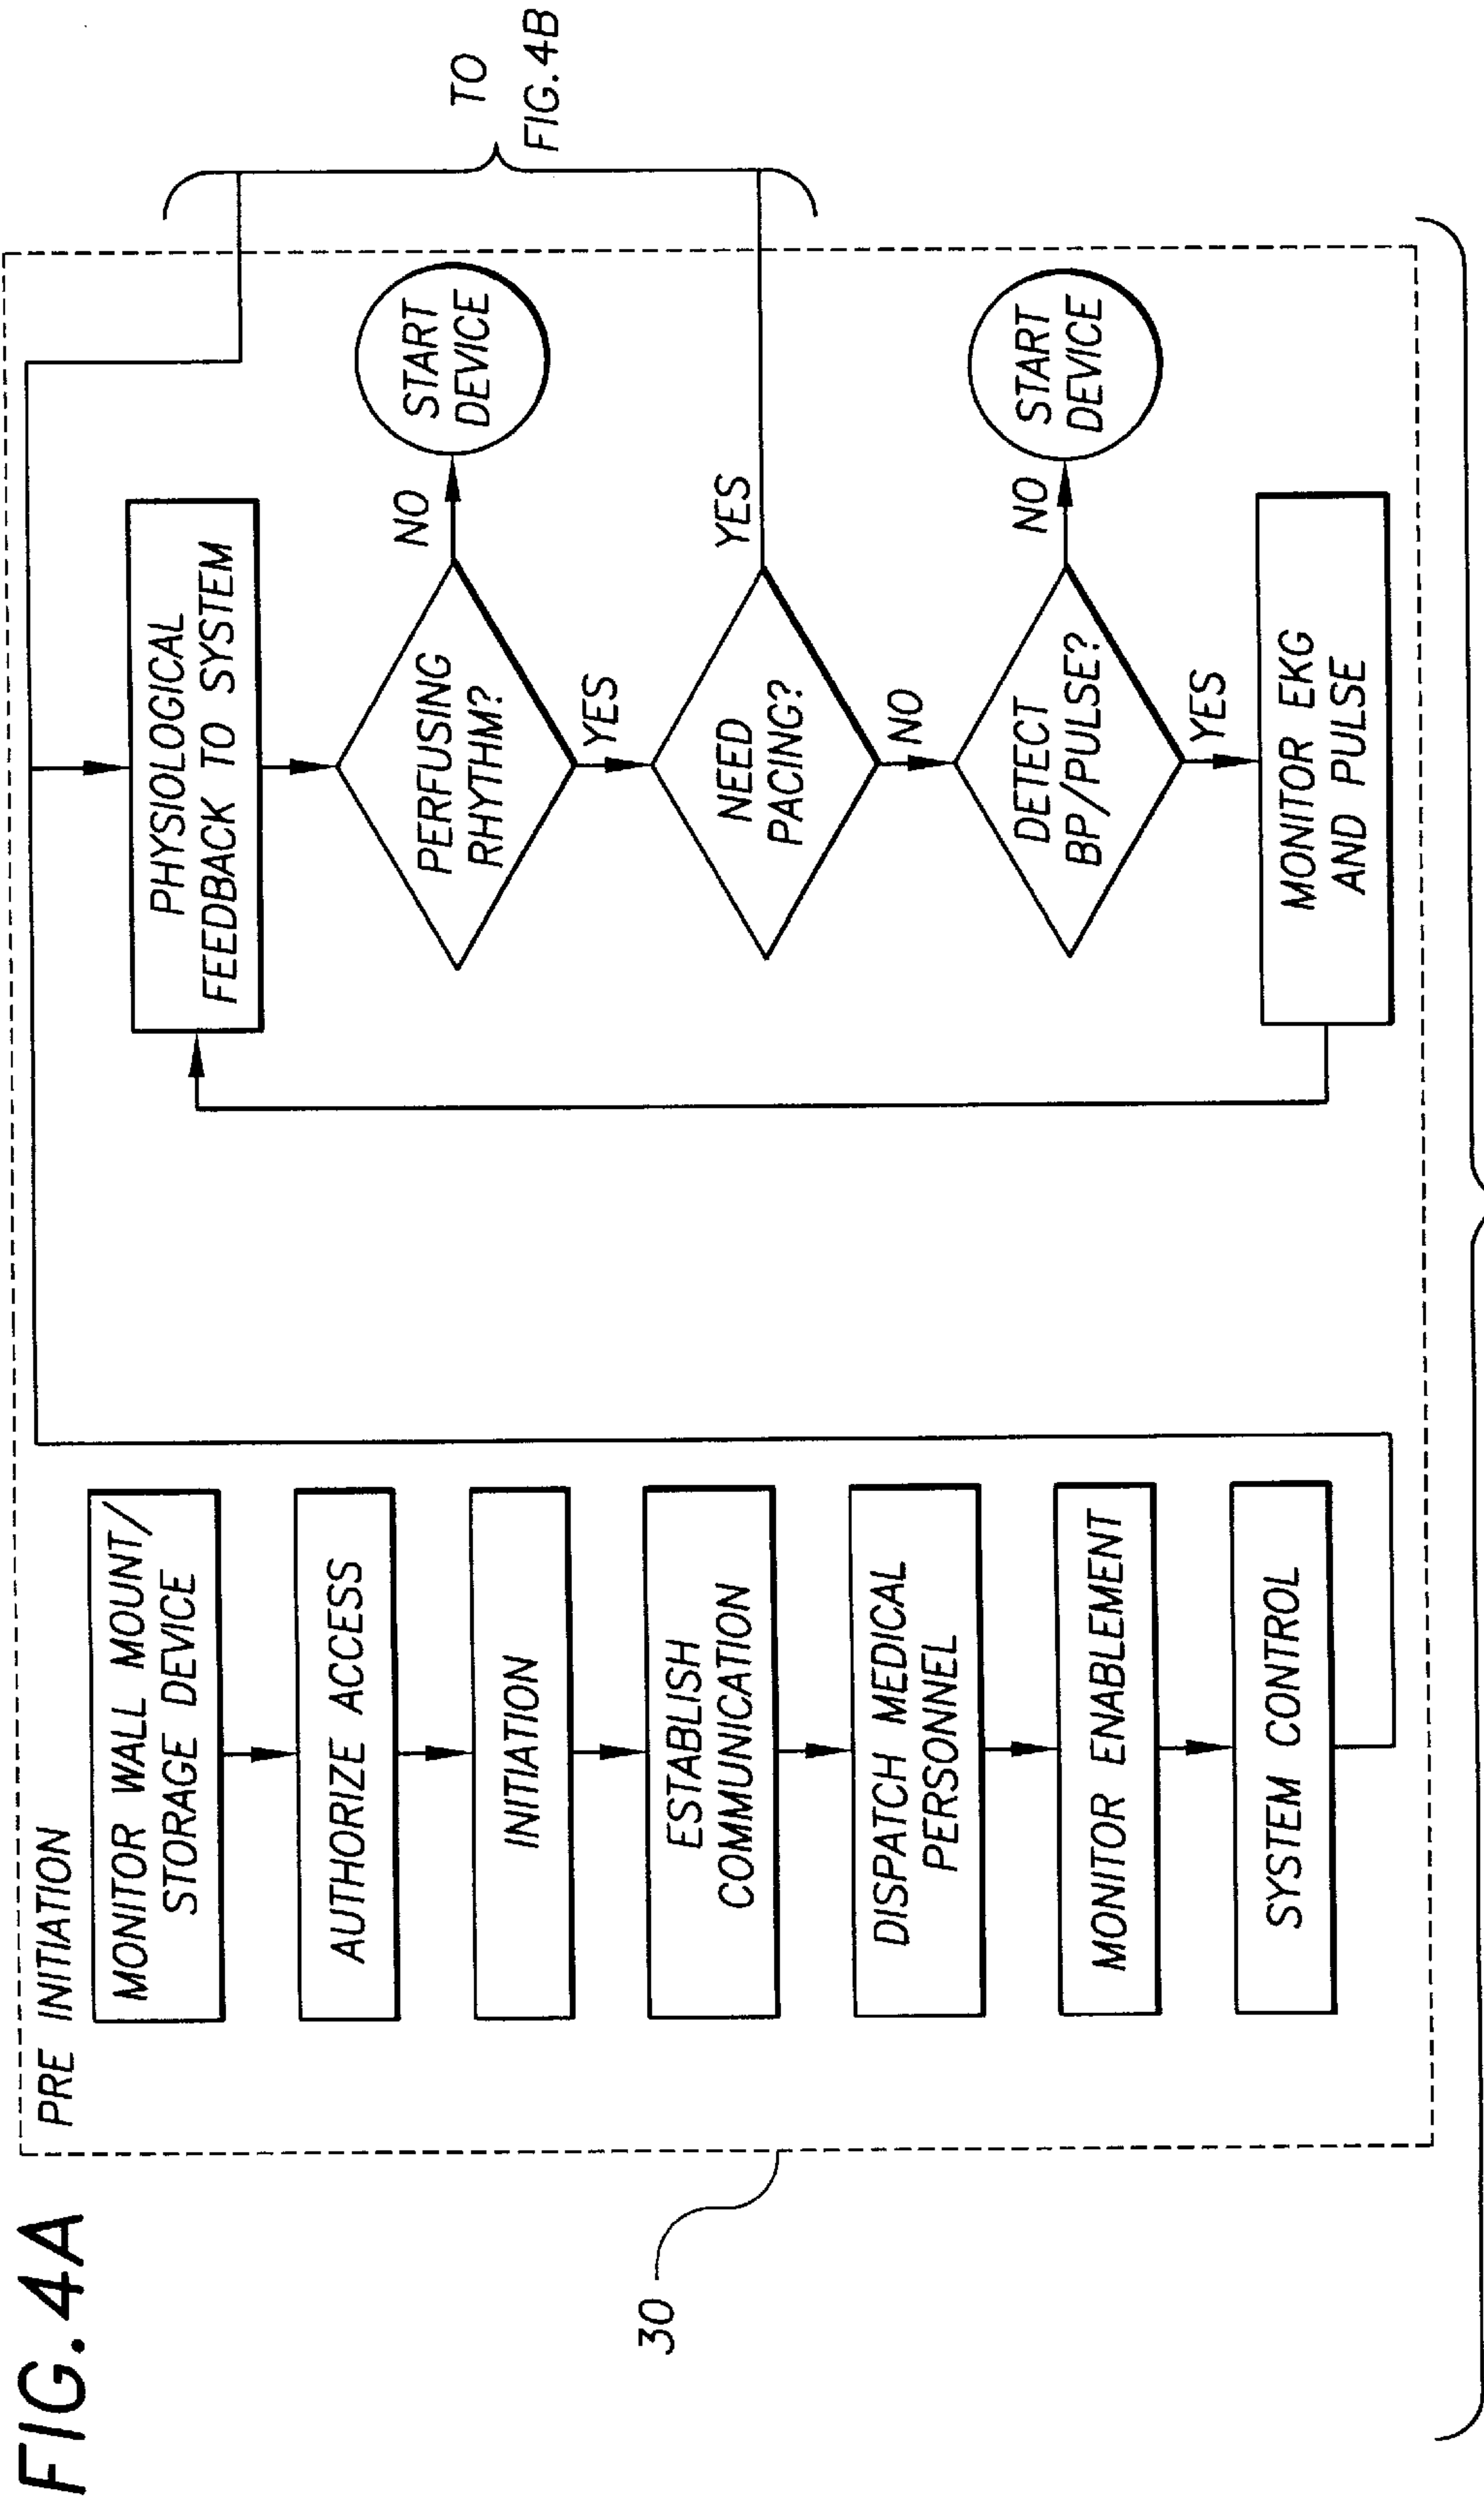 FIG. 4A
PRE INITIATION
MONITOR WALL MOUNT/
STORAGE DEVICE
AUTHORIZE ACCESS
INITIATION
ESTABLISH
COMMUNICATION
DISPATCH MEDICAL
PERSONNEL
MONITOR ENABLEMENT
SYSTEM CONTROL
30
PHYSIOLOGICAL
FEEDBACK TO SYSTEM
PERFUSING
RHYTHM?
NO
START
DEVICE
YES
NEED
PACING?
YES
NO
DETECT
BP/PULSE?
NO
START
DEVICE
YES
MONITOR EKG
AND PULSE
TO
FIG. 4B